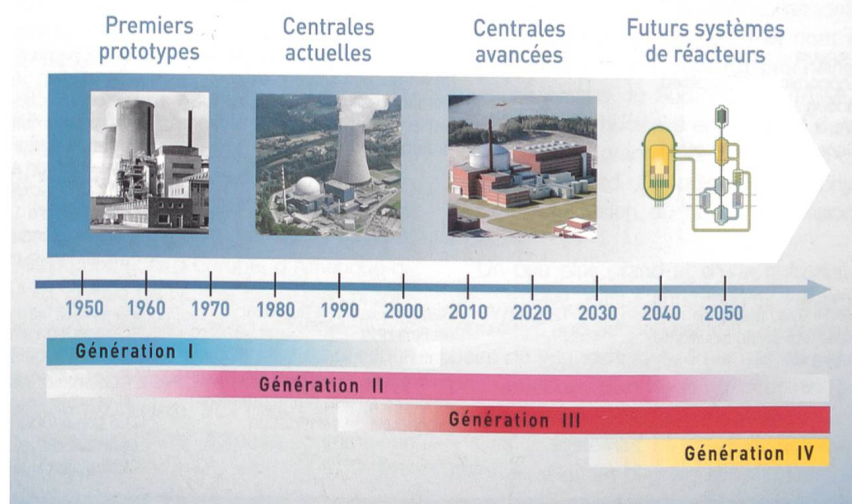 Premiers
prototypes
Centrales
actuelles
Centrales
avancées
Futurs systèmes
de réacteurs
1950 1960 1970 1980 1990 2000 2010 2020 2030 2040 2050
Génération I
Génération II
Génération III
Génération IV